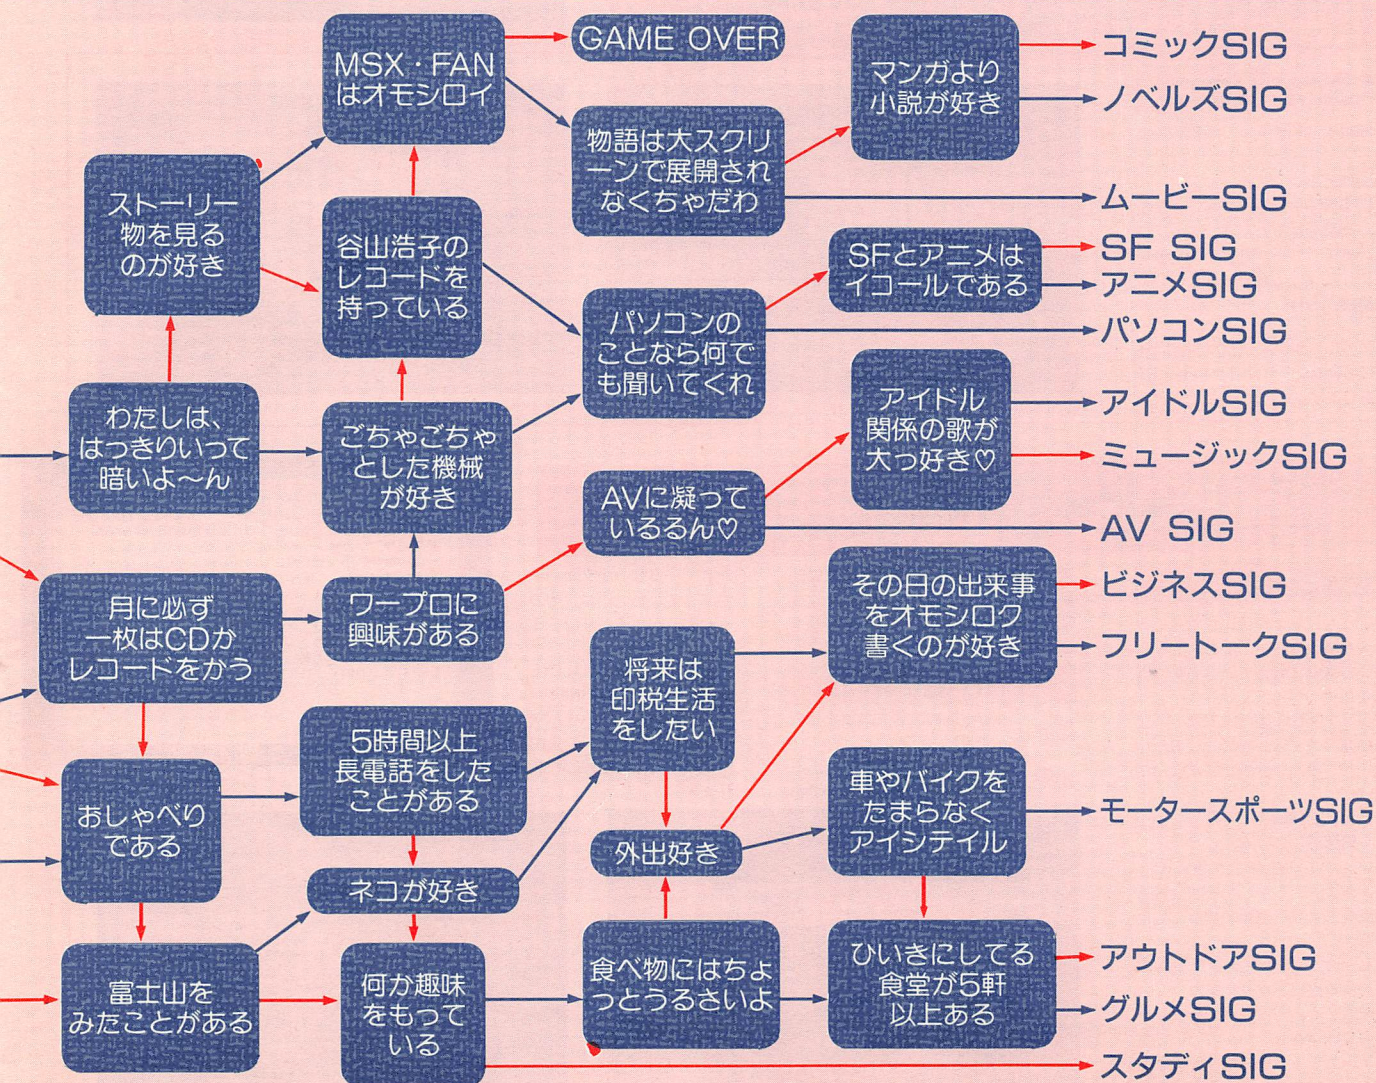 MSX・FAN
はオモシロイ
GAME OVER
マンガより
小説が好き
コミックSIG
ノベルズSIG
物語は大スクリ
ーンで展開され
なくちゃだわ
ムービーSIG
ストーリー
物を見る
のが好き
谷山浩子の
レコードを
持っている
SFとアニメは
イコールである
SF SIG
アニメSIG
パソコンの
ことなら何で
も聞いてくれ
パソコンSIG
わたしは、
はっきりいって
暗いよ〜ん
ごちゃごちゃ
とした機械
が好き
アイドル
関係の歌が
大っ好き♡
アイドルSIG
ミュージックSIG
AVに凝って
いるるん♡
AV SIG
月に必ず
一枚はCDか
レコードをかう
ワープロに
興味がある
その日の出来事
をオモシロク
書くのが好き
ビジネスSIG
フリートークSIG
将来は
印税生活
をしたい
5時間以上
長電話をした
ことがある
おしゃべり
である
車やバイクを
たまらなく
アイシテイル
モータースポーツSIG
外出好き
ネコが好き
富士山を
みたことがある
何か趣味
をもって
いる
食べ物にはちょ
っとうるさいよ
ひいきにしてる
食堂が5軒
以上ある
アウトドアSIG
グルメSIG
スタディSIG